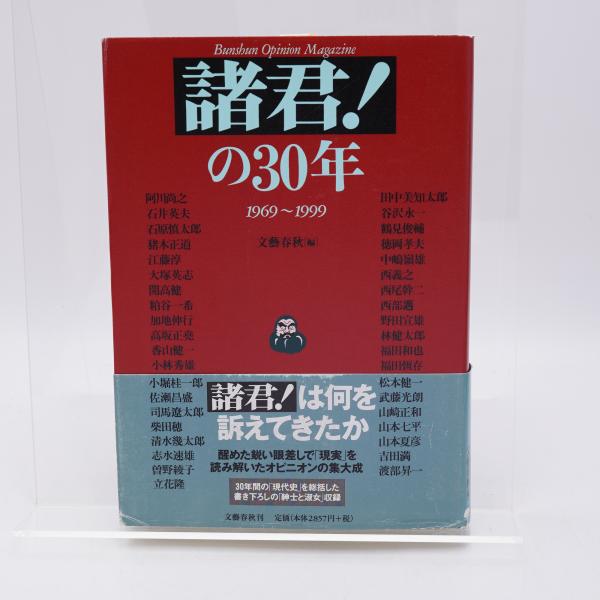 Bunshun Opinion Magazine
諸君!
の30年
1969～1999
文藝春秋[編]
阿川尚之
石井英夫
石原慎太郎
猪木正道
江藤淳
大塚英志
開高健
粕谷一希
加地伸行
高坂正堯
香山健一
小林秀雄
小堀桂一郎
佐瀬昌盛
司馬遼太郎
柴田穂
清水幾太郎
志水速雄
曽野綾子
立花隆
田中美知太郎
谷沢永一
鶴見俊輔
徳岡孝夫
中嶋嶺雄
西義之
西尾幹二
西部邁
野田宣雄
林健太郎
福田和也
福田恆存
松本健一
武藤光朗
山崎正和
山本七平
山本夏彦
吉田満
渡部昇一
諸君!は何を
訴えてきたか
醒めた鋭い眼差しで「現実」を
読み解いたオピニオンの集大成
30年間の「現代史」を総括した
書き下ろしの「紳士と淑女」収録
文藝春秋刊 定価(本体2857円+税)